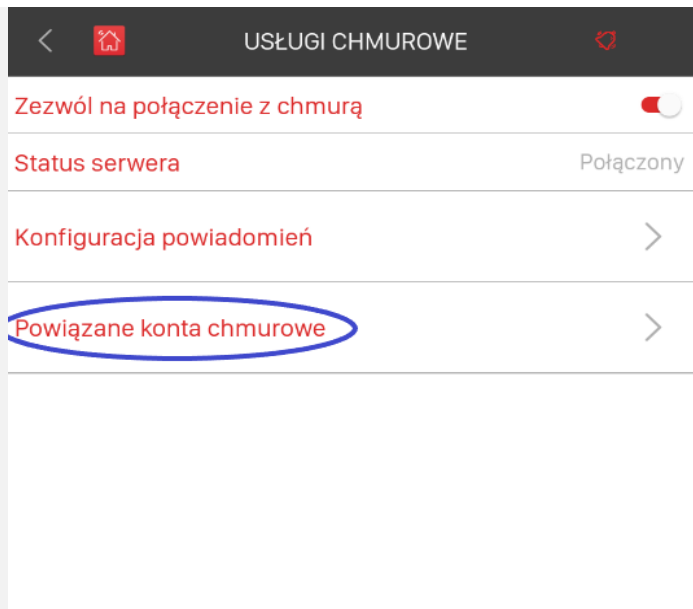 USŁUGI CHMUROWE
Zezwól na połączenie z chmurą
Status serwera Połączony
Konfiguracja powiadomień
Powiązane konta chmurowe